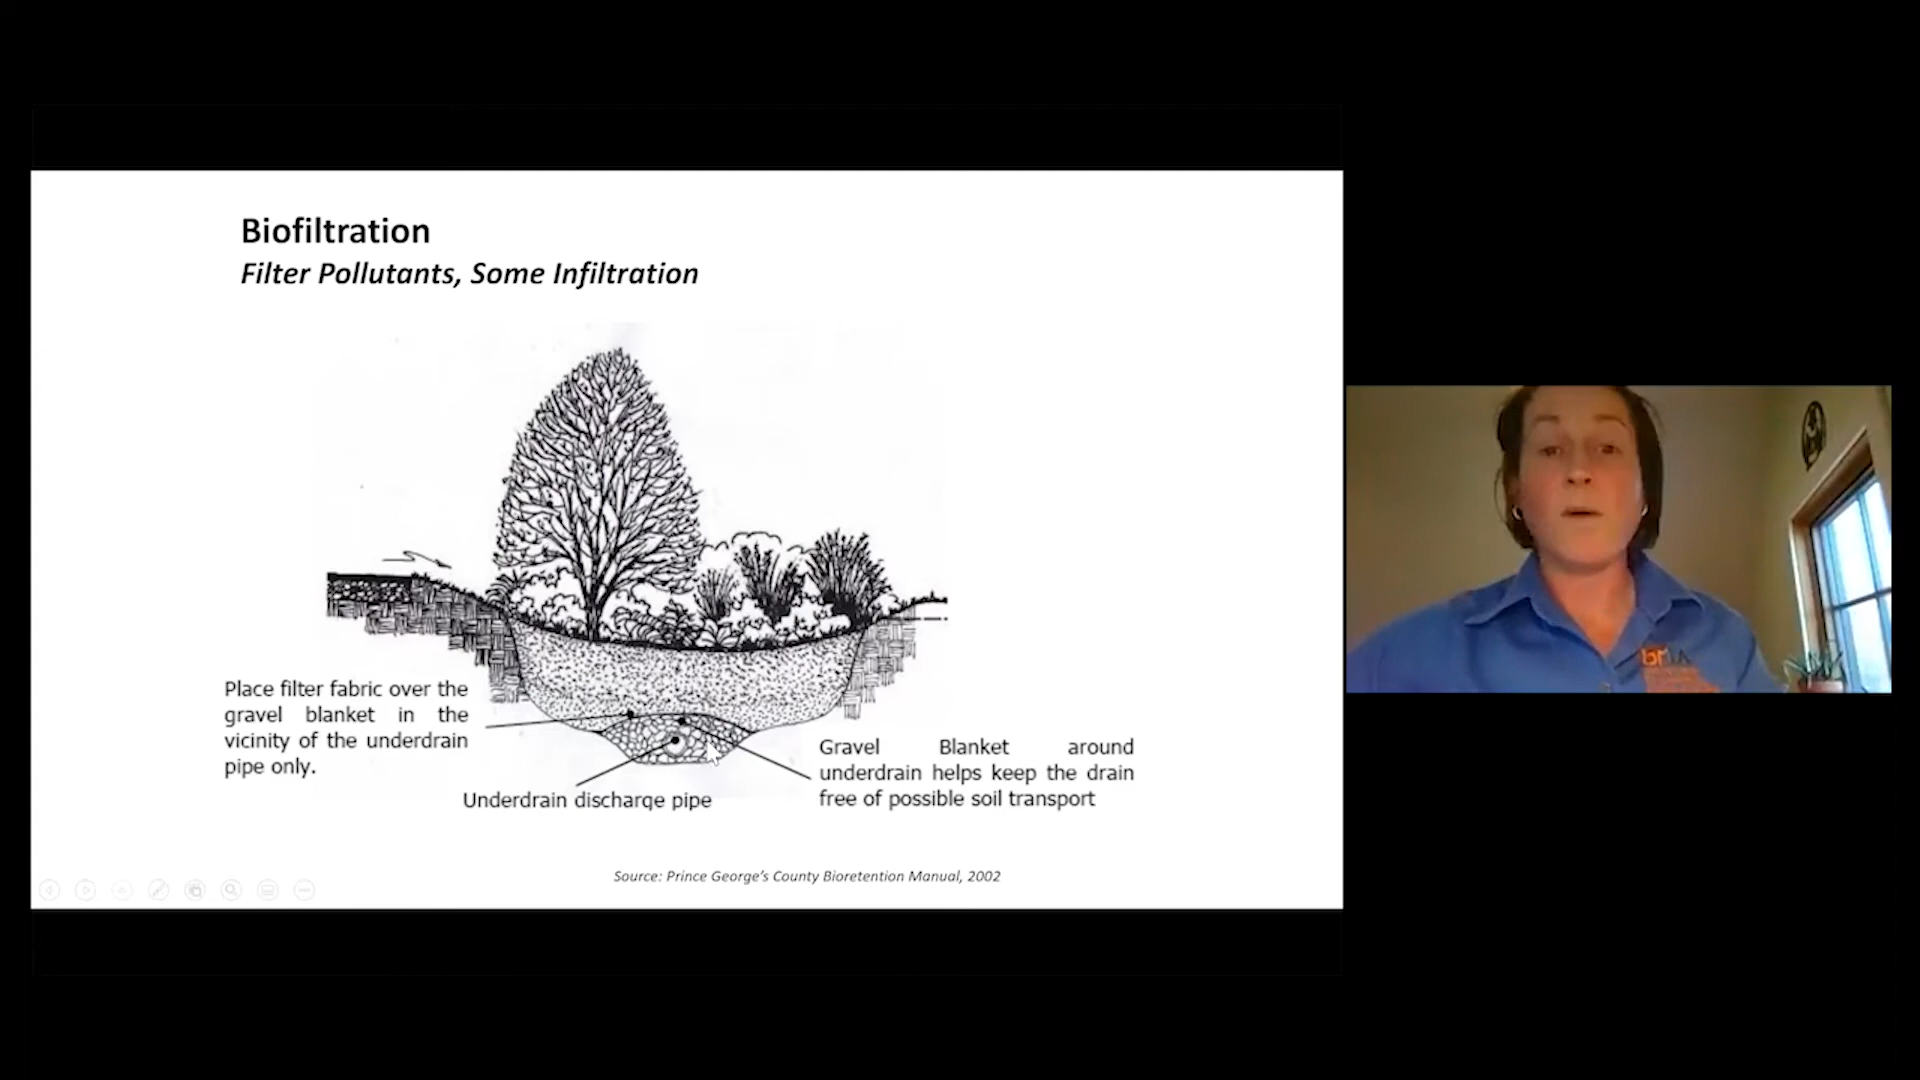 Biofiltration
Filter Pollutants, Some Infiltration
Place filter fabric over the
gravel blanket in the
vicinity of the underdrain
pipe only.
Underdrain discharge pipe
Gravel Blanket around
underdrain helps keep the drain
free of possible soil transport
Source: Prince George's County Bioretention Manual, 2002